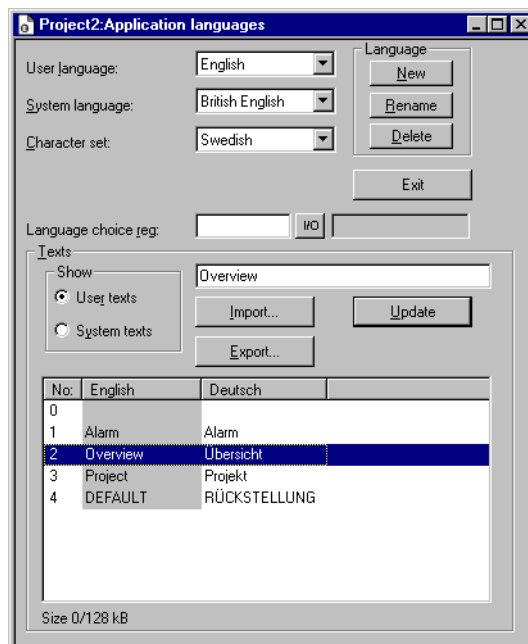 Project2:Application languages
Language
User language:
English
New
System language:
British English
Rename
Character set:
Swedish
Delete
Exit
Language choice reg:
I/O
Texts
Show
User texts
System texts
Overview
Import...
Update
Export...
No: English Deutsch
0
1 Alarm Alarm
2 Overview Übersicht
3 Project Projekt
4 DEFAULT RÜCKSTELLUNG
Size 0/128 kB